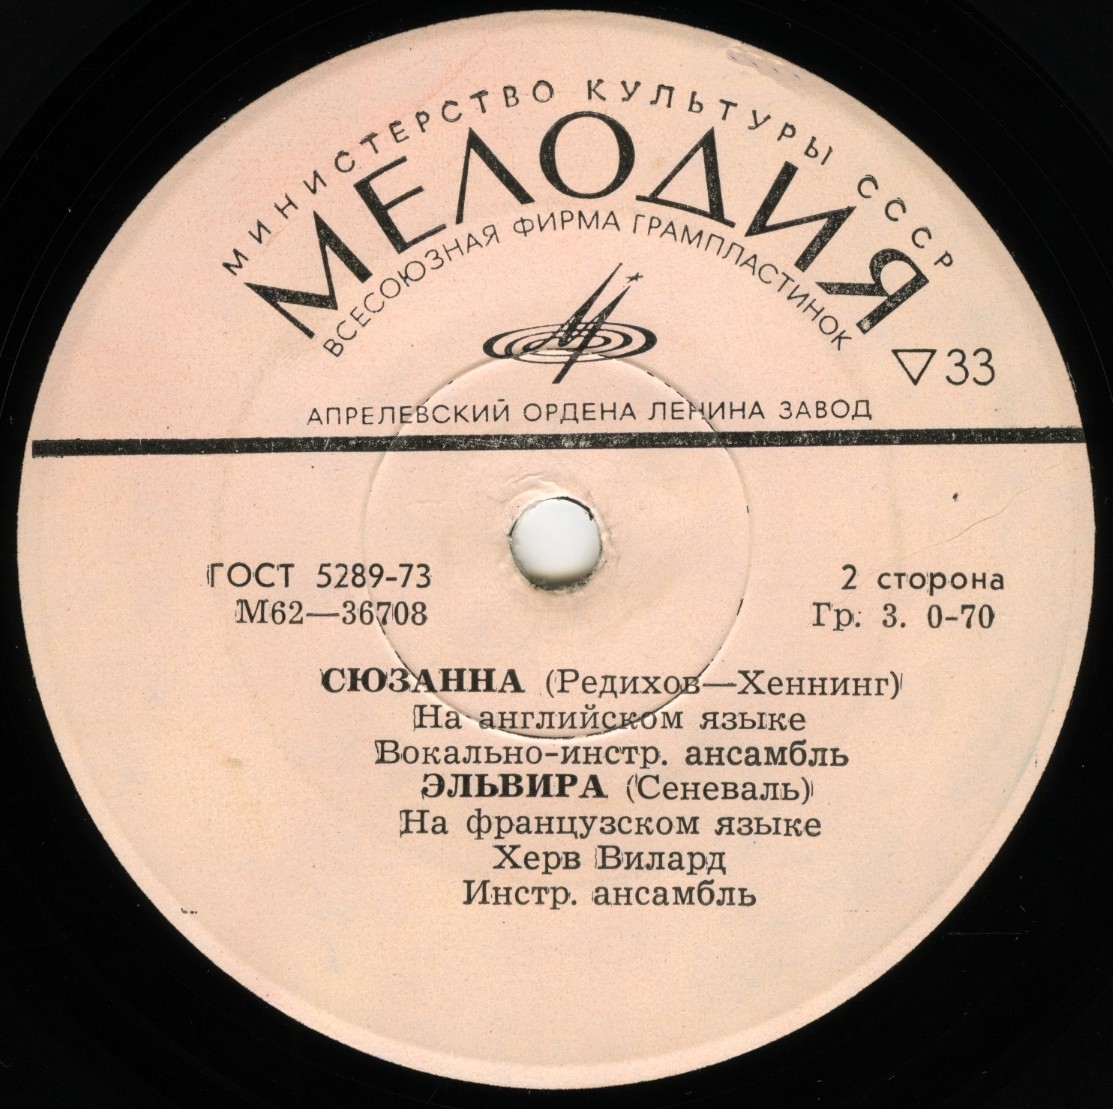 МИНИСТЕРСТВО КУЛЬТУРЫ СССР
МЕЛОДИЯ
ВСЕСОЮЗНАЯ ФИРМА ГРАМПЛАСТИНОК
33
АПРЕЛЕВСКИЙ ОРДЕНА ЛЕНИНА ЗАВОД
ГОСТ 5289-73
2 сторона
М62—36708
Гр. 3. 0-70
СЮЗАННА (Редихов—Хеннинг)
На английском языке
Вокально-инстр. ансамбль
ЭЛЬВИРА (Сеневаль)
На французском языке
Херв Вилард
Инстр. ансамбль